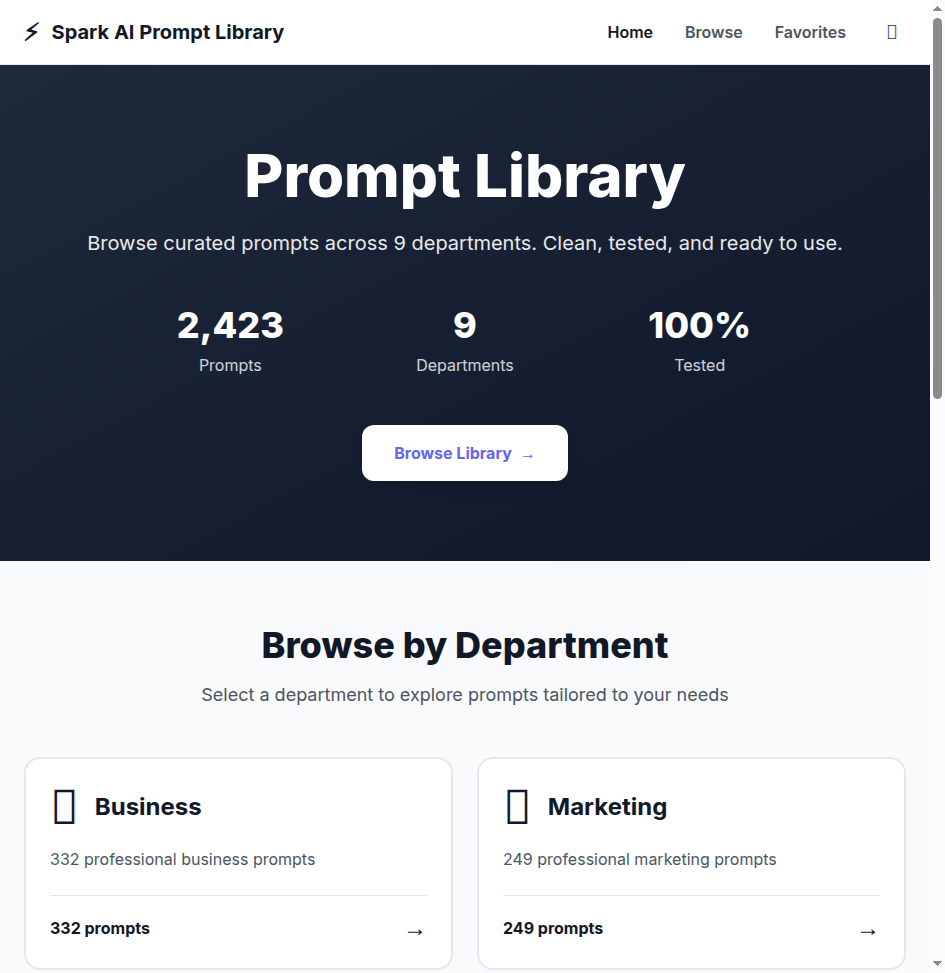 ⚡ Spark AI Prompt Library
Home Browse Favorites
Prompt Library
Browse curated prompts across 9 departments. Clean, tested, and ready to use.
2,423 9 100%
Prompts Departments Tested
Browse Library →
Browse by Department
Select a department to explore prompts tailored to your needs
Business
332 professional business prompts
332 prompts →
Marketing
249 professional marketing prompts
249 prompts →